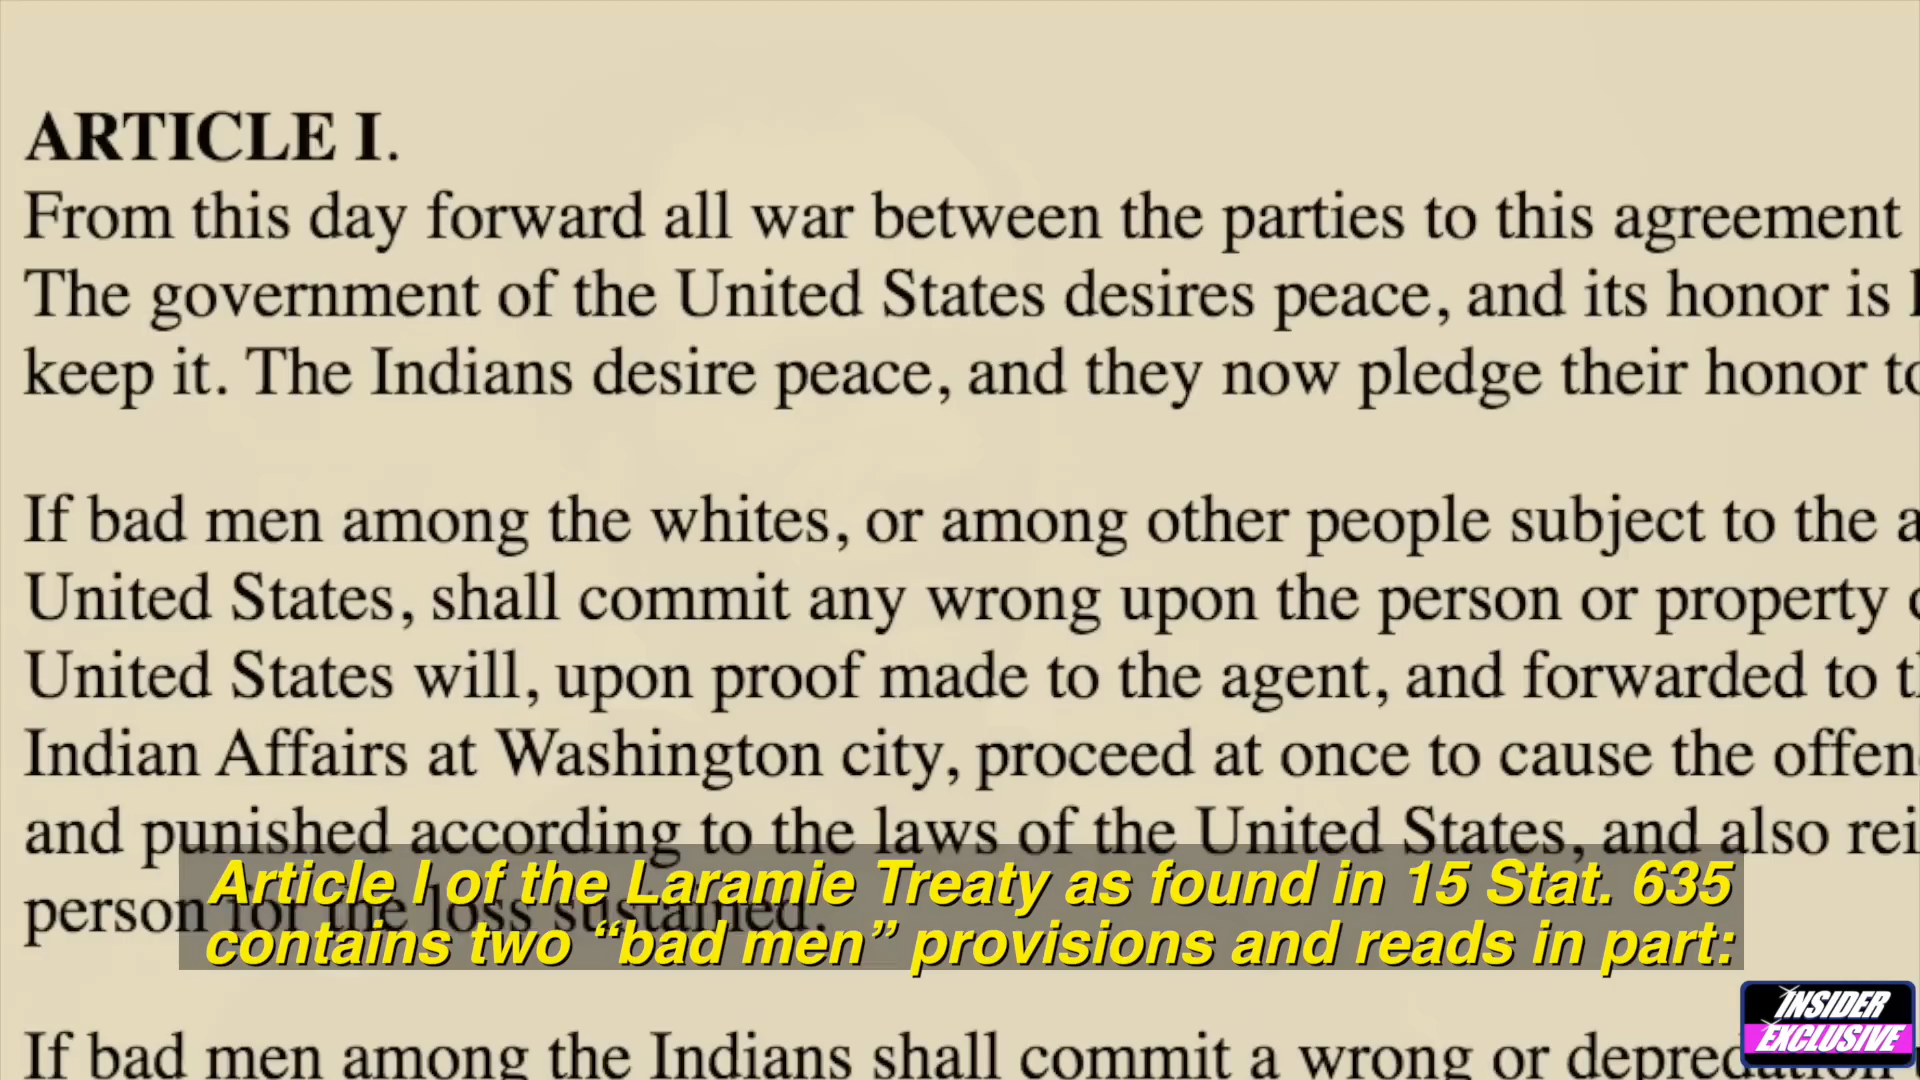 ARTICLE I.
From this day forward all war between the parties to this agreement
The government of the United States desires peace, and its honor is
keep it. The Indians desire peace, and they now pledge their honor to
If bad men among the whites, or among other people subject to the
United States, shall commit any wrong upon the person or property
United States will, upon proof made to the agent, and forwarded to
Indian Affairs at Washington city, proceed at once to cause the
and punished according to the laws of the United States, and also
person for the loss sustained.
Article I of the Laramie Treaty as found in 15 Stat. 635
contains two “bad men” provisions and reads in part:
If bad men among the Indians shall commit a wrong or
INSIDER
EXCLUSIVE